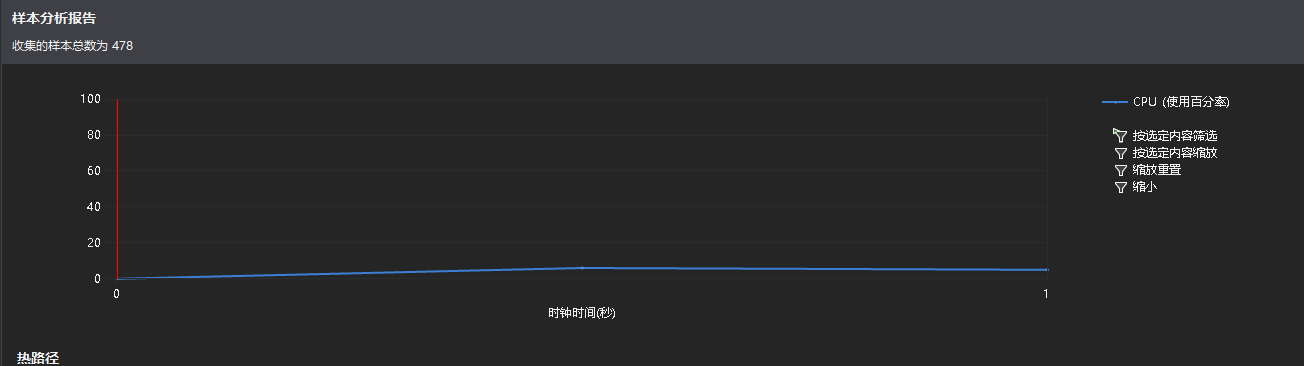 样本分析报告
收集的样本总数为 478
100
80
60
40
20
0
0
1
时钟时间(秒)
CPU (使用百分率)
按选定内容筛选
按选定内容缩放
缩放重置
缩小
热路径